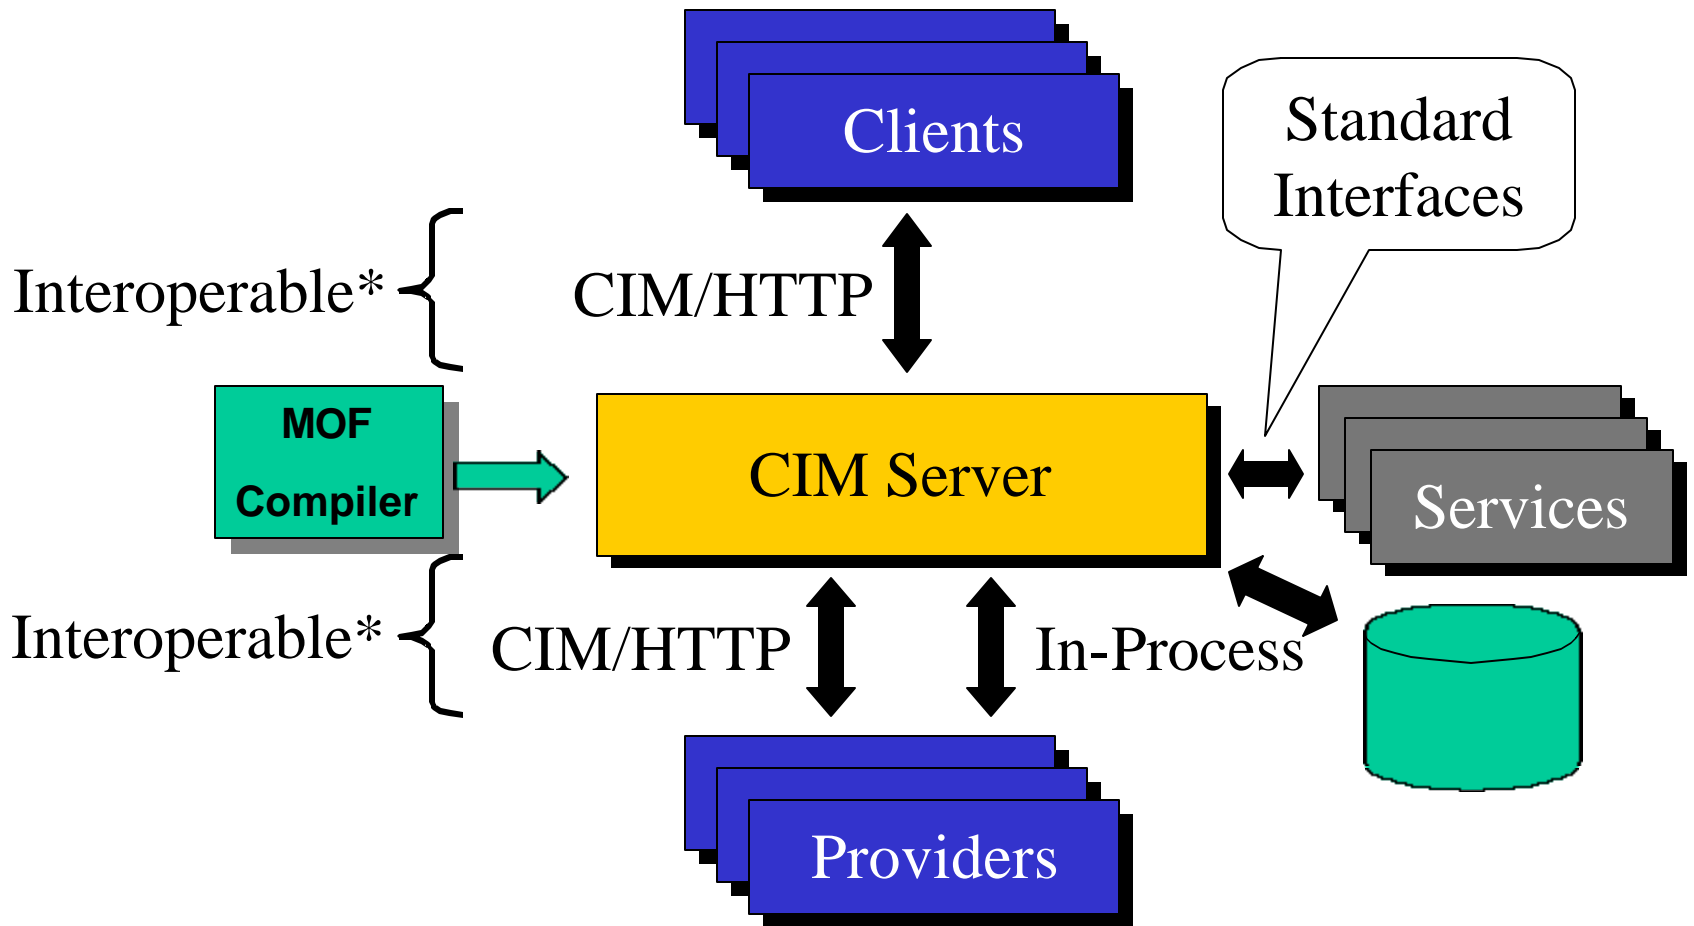 Clients
Standard
Interfaces
Interoperable*
CIM/HTTP
MOF
Compiler
CIM Server
Services
Interoperable*
CIM/HTTP
In-Process
Providers